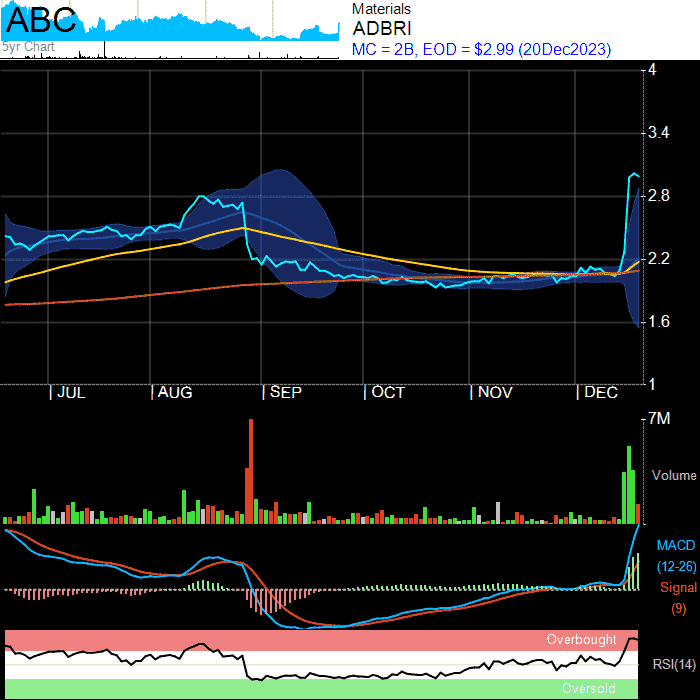 ABC
5yr Chart
Materials
ADBRI
MC = 2B, EOD = $2.99 (20Dec2023)
4
3.4
2.8
2.2
1.6
1
JUL AUG SEP OCT NOV DEC
7M
Volume
MACD
(12-26)
Signal
(9)
Overbought
RSI(14)
Oversold